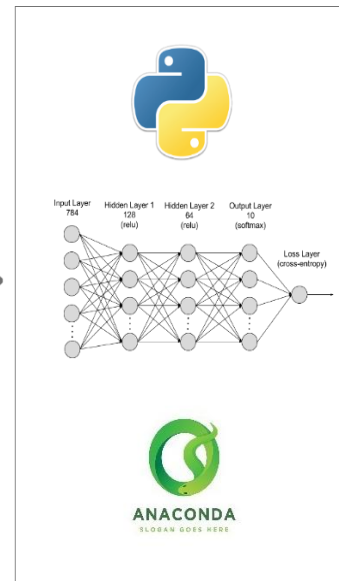 Input Layer
784
Hidden Layer 1
128
(relu)
Hidden Layer 2
64
(relu)
Output Layer
10
(softmax)
Loss Layer
(cross-entropy)
ANACONDA
SLOGAN GOES HERE